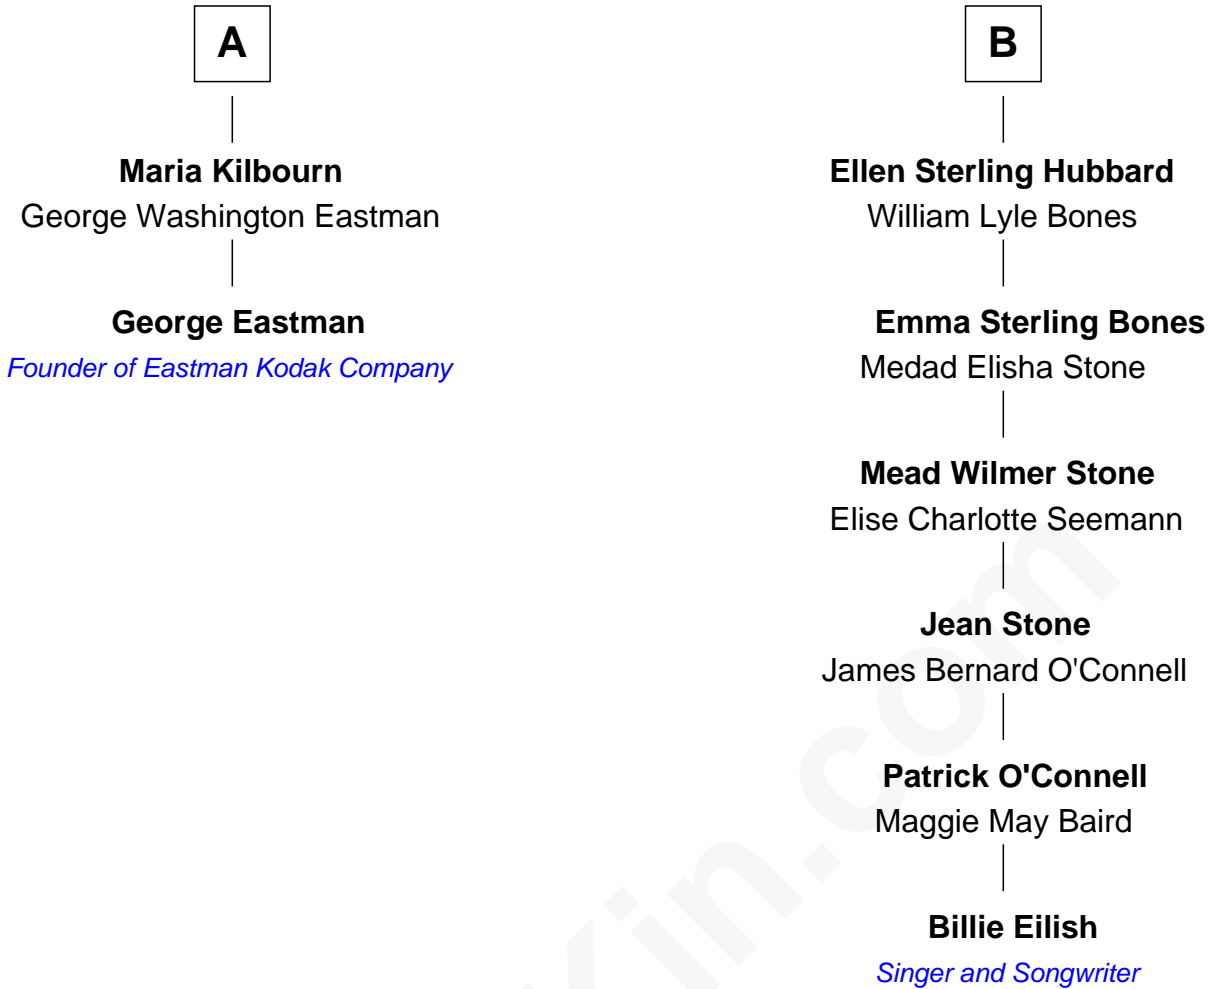 A
Maria Kilbourn
George Washington Eastman
George Eastman
Founder of Eastman Kodak Company
B
Ellen Sterling Hubbard
William Lyle Bones
Emma Sterling Bones
Medad Elisha Stone
Mead Wilmer Stone
Elise Charlotte Seemann
Jean Stone
James Bernard O'Connell
Patrick O'Connell
Maggie May Baird
Billie Eilish
Singer and Songwriter
Kin.com